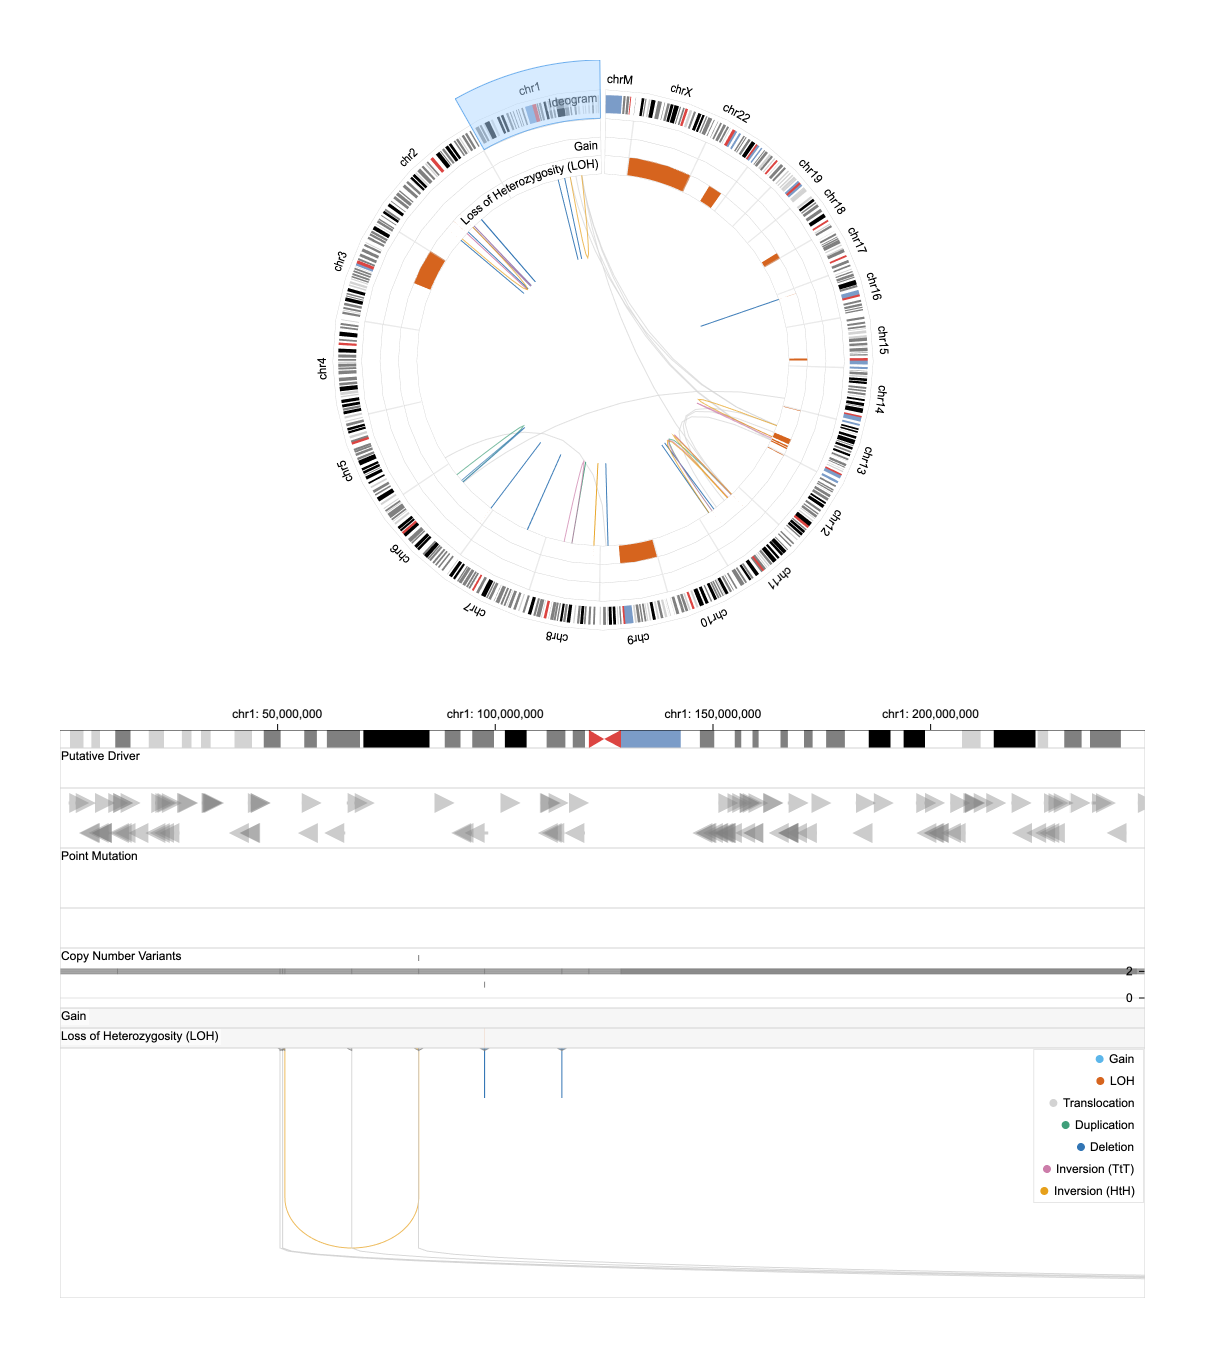 chr1
Ideogram
chrM
chrX
chr22
chr19
chr18
chr17
chr16
chr15
chr14
chr13
chr12
chr11
chr10
chr9
chr8
chr7
chr6
chr5
chr4
chr3
chr2
Gain
Loss of Heterozygosity (LOH)
chr1: 50,000,000
chr1: 100,000,000
chr1: 150,000,000
chr1: 200,000,000
Putative Driver
Point Mutation
Copy Number Variants
2
0
Gain
Loss of Heterozygosity (LOH)
Gain
LOH
Translocation
Duplication
Deletion
Inversion (TtT)
Inversion (HtH)